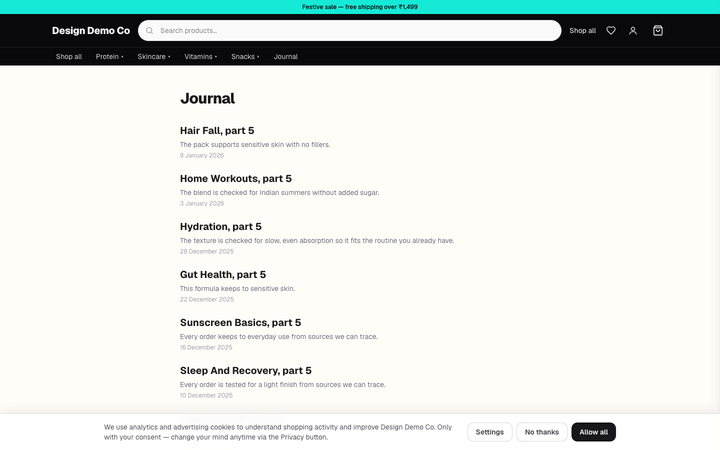 Festive sale — free shipping over ₹1,499
Design Demo Co
Search products...
Shop all
Shop all
Protein
Skincare
Vitamins
Snacks
Journal
Journal
Hair Fall, part 5
The pack supports sensitive skin with no fillers.
9 January 2026
Home Workouts, part 5
The blend is checked for Indian summers without added sugar.
3 January 2026
Hydration, part 5
The texture is checked for slow, even absorption so it fits the routine you already have.
28 December 2025
Gut Health, part 5
This formula keeps to sensitive skin.
22 December 2025
Sunscreen Basics, part 5
Every order keeps to everyday use from sources we can trace.
16 December 2025
Sleep And Recovery, part 5
Every order is tested for a light finish from sources we can trace.
10 December 2025
We use analytics and advertising cookies to understand shopping activity and improve Design Demo Co. Only
with your consent — change your mind anytime via the Privacy button.
Settings
No thanks
Allow all